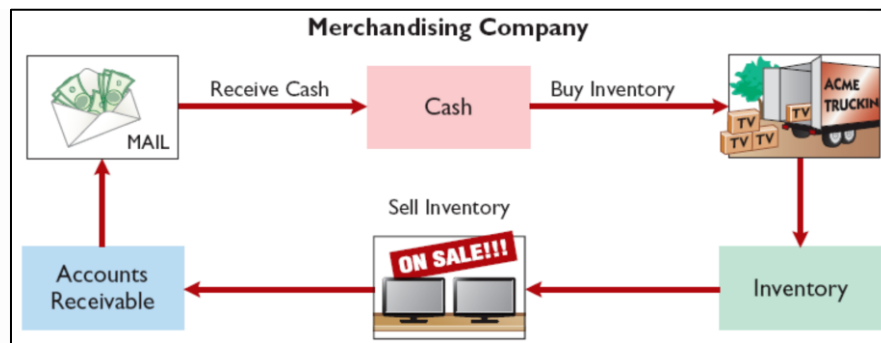 Merchandising Company
MAIL
Receive Cash
Cash
Buy Inventory
ACME
TRUCKIN
TV
TV
TV TV
Sell Inventory
ON SALE!!!
Accounts
Receivable
Inventory